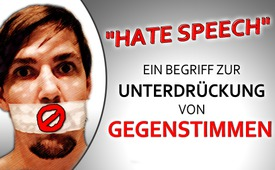 "HATE SPEECH"
EIN BEGRIFF ZUR
UNTERDRÜCKUNG
VON
GEGENSTIMMEN